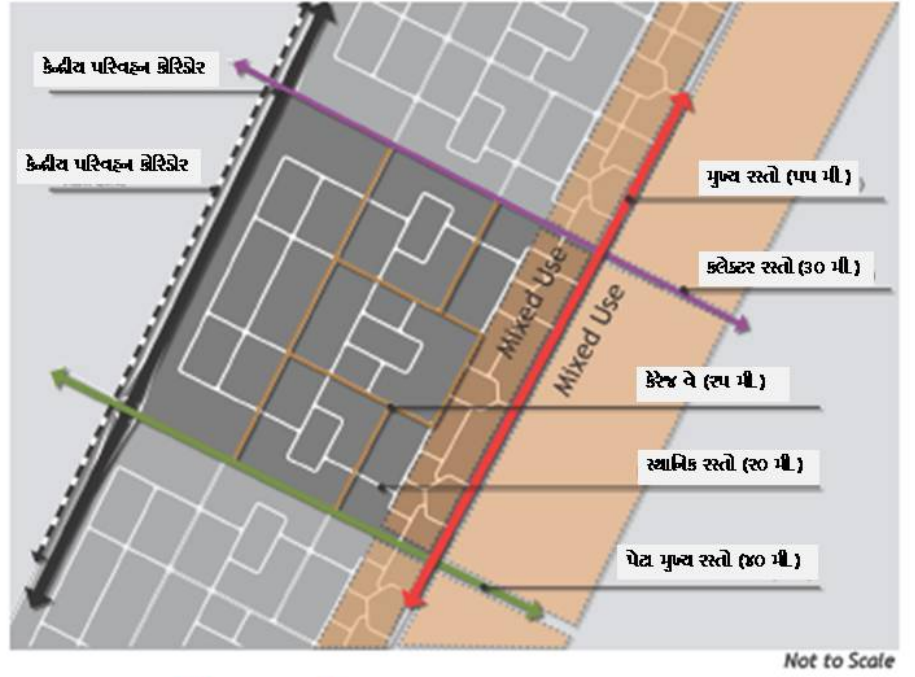 કેન્દ્રીય પરિવહન કોરિડોર
કેન્દ્રીય પરિવહન કોરિડોર
મુખ્ય રસ્તો (૫૫ મી.)
કલેક્ટર રસ્તો (૩૦ મી.)
Mixed Use
Mixed Use
કેરેજ વે (૨૫ મી.)
સ્થાનિક રસ્તો (૨૦ મી.)
પેટા મુખ્ય રસ્તો (૪૦ મી.)
Not to Scale